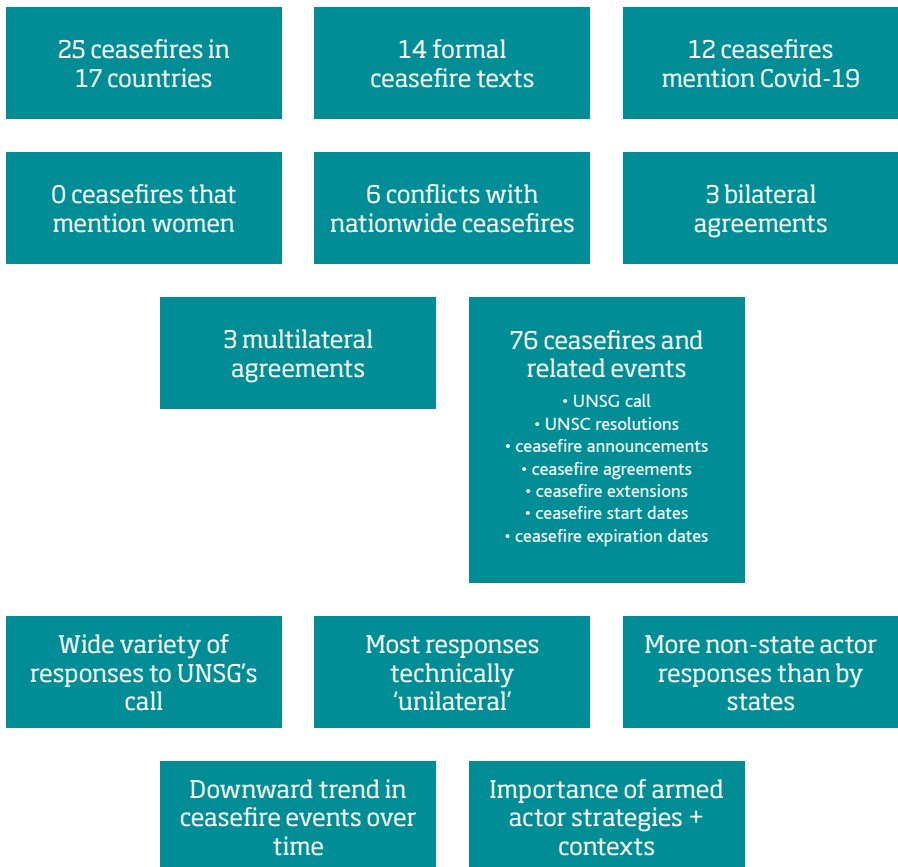 25 ceasefires in
17 countries
14 formal
ceasefire texts
12 ceasefires
mention Covid-19
0 ceasefires that
mention women
6 conflicts with
nationwide ceasefires
3 bilateral
agreements
3 multilateral
agreements
76 ceasefires and
related events
• UNSG call
• UNSC resolutions
• ceasefire announcements
• ceasefire agreements
• ceasefire extensions
• ceasefire start dates
• ceasefire expiration dates
Wide variety of
responses to UNSG's
call
Most responses
technically
‘unilateral’
More non-state actor
responses than by
states
Downward trend in
ceasefire events over
time
Importance of armed
actor strategies +
contexts